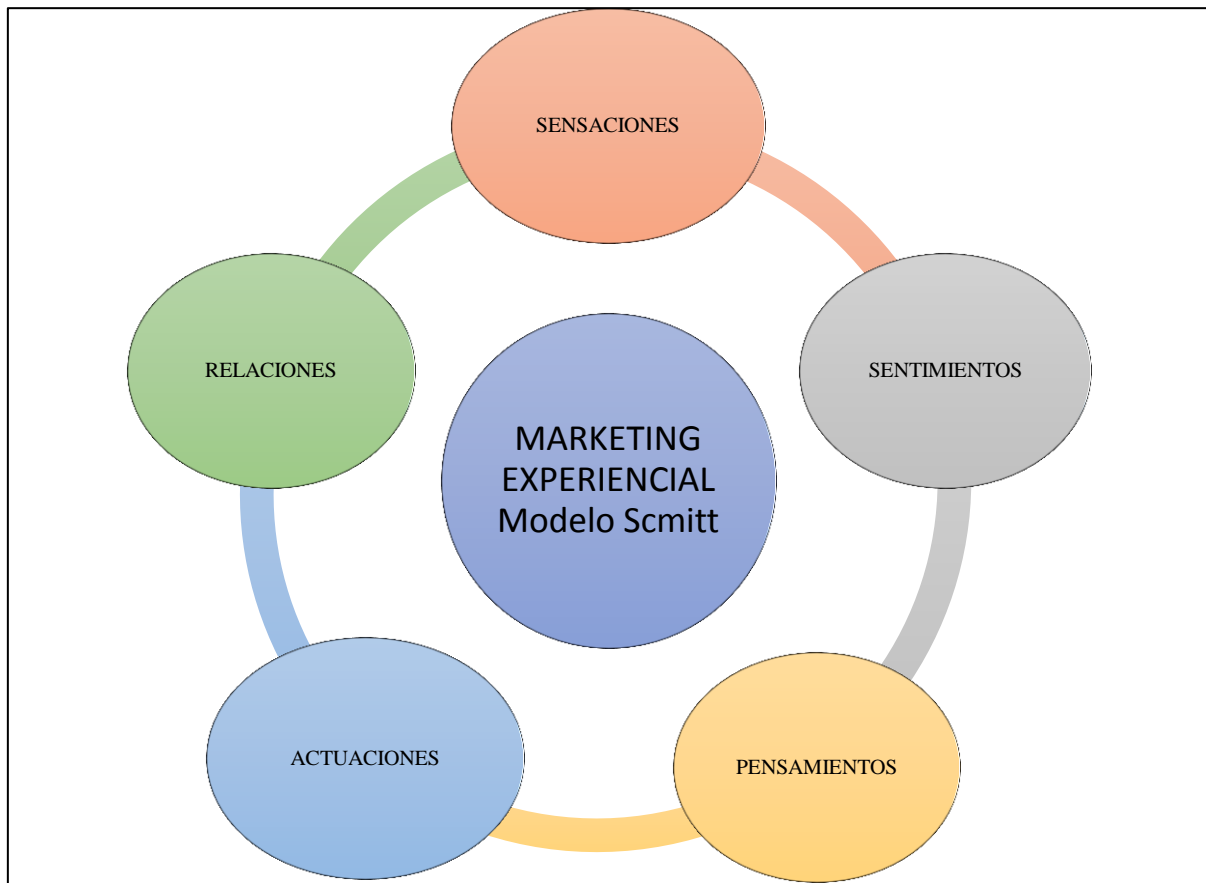 SENSACIONES
RELACIONES
SENTIMIENTOS
MARKETING
EXPERIENCIAL
Modelo Scmitt
ACTUACIONES
PENSAMIENTOS